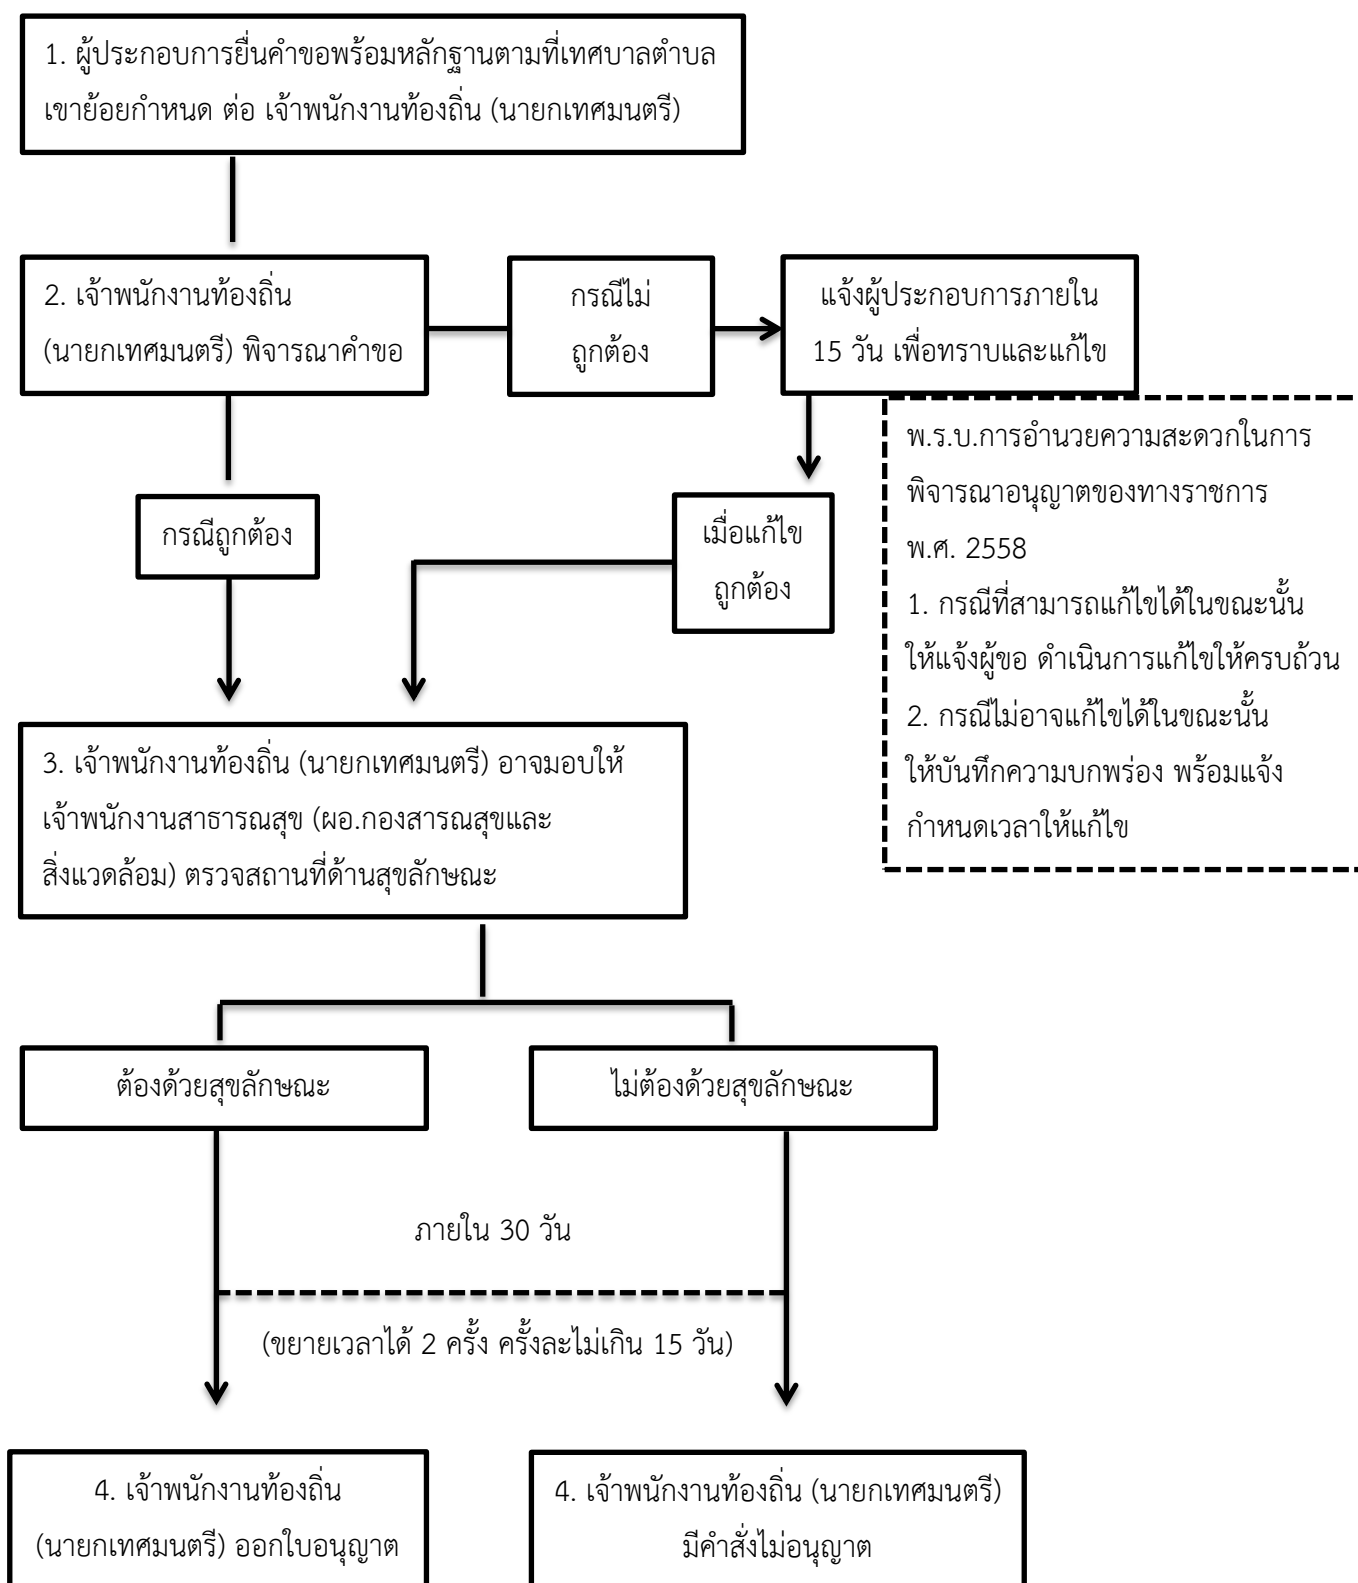 1. ผู้ประกอบการยื่นคำขอพร้อมหลักฐานตามที่เทศบาลตำบล
เขาย้อยกำหนด ต่อ เจ้าพนักงานท้องถิ่น (นายกเทศมนตรี)
2. เจ้าพนักงานท้องถิ่น
(นายกเทศมนตรี) พิจารณาคำขอ
กรณีไม่
ถูกต้อง
แจ้งผู้ประกอบการภายใน
15 วัน เพื่อทราบและแก้ไข
พ.ร.บ.การอำนวยความสะดวกในการ
พิจารณาอนุญาตของทางราชการ
พ.ศ. 2558
1. กรณีที่สามารถแก้ไขได้ในขณะนั้น
ให้แจ้งผู้ขอ ดำเนินการแก้ไขให้ครบถ้วน
2. กรณีไม่อาจแก้ไขได้ในขณะนั้น
ให้บันทึกความบกพร่อง พร้อมแจ้ง
กำหนดเวลาให้แก้ไข
กรณีถูกต้อง
เมื่อแก้ไข
ถูกต้อง
3. เจ้าพนักงานท้องถิ่น (นายกเทศมนตรี) อาจมอบให้
เจ้าพนักงานสาธารณสุข (ผอ.กองสารณสุขและ
สิ่งแวดล้อม) ตรวจสถานที่ด้านสุขลักษณะ
ต้องด้วยสุขลักษณะ
ไม่ต้องด้วยสุขลักษณะ
ภายใน 30 วัน
(ขยายเวลาได้ 2 ครั้ง ครั้งละไม่เกิน 15 วัน)
4. เจ้าพนักงานท้องถิ่น
(นายกเทศมนตรี) ออกใบอนุญาต
4. เจ้าพนักงานท้องถิ่น (นายกเทศมนตรี)
มีคำสั่งไม่อนุญาต